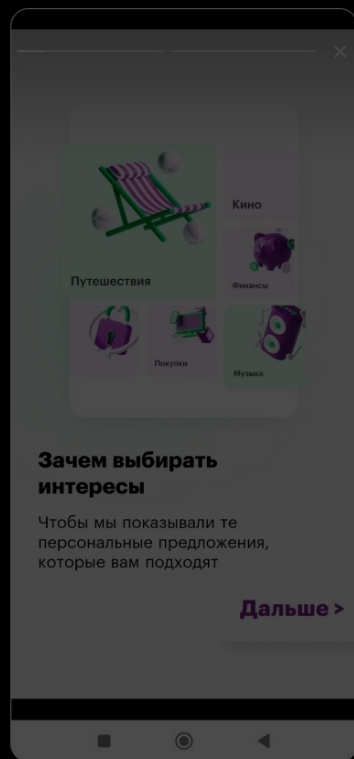 Кино
Путешествия
Финансы
Покупки
Музыка
Зачем выбирать
интересы
Чтобы мы показывали те
персональные предложения,
которые вам подходят
Дальше >